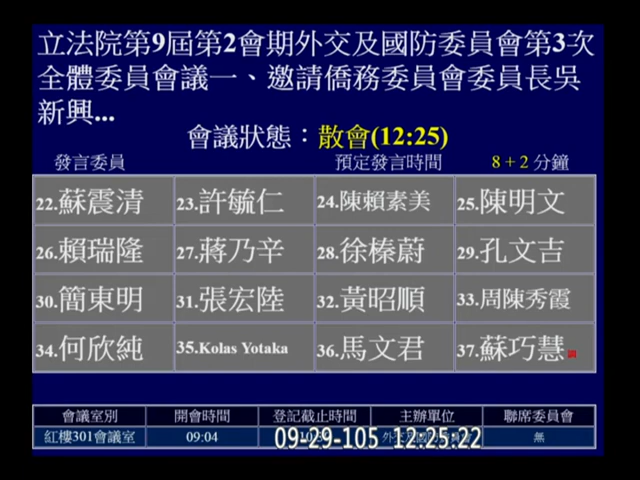 立法院第9屆第2會期外交及國防委員會第3次
全體委員會議一、邀請僑務委員會委員長吳
新興...
會議狀態：散會(12:25)
發言委員 預定發言時間 8 + 2 分鐘
22.蘇震清 23.許毓仁 24.陳賴素美 25.陳明文
26.賴瑞隆 27.蔣乃辛 28.徐榛蔚 29.孔文吉
30.簡東明 31.張宏陸 32.黃昭順 33.周陳秀霞
34.何欣純 35.Kolas Yotaka 36.馬文君 37.蘇巧慧
會議室別 開會時間 登記截止時間 主辦單位 聯席委員會
紅樓301會議室 09:04 無
09-29-105 12:25:22